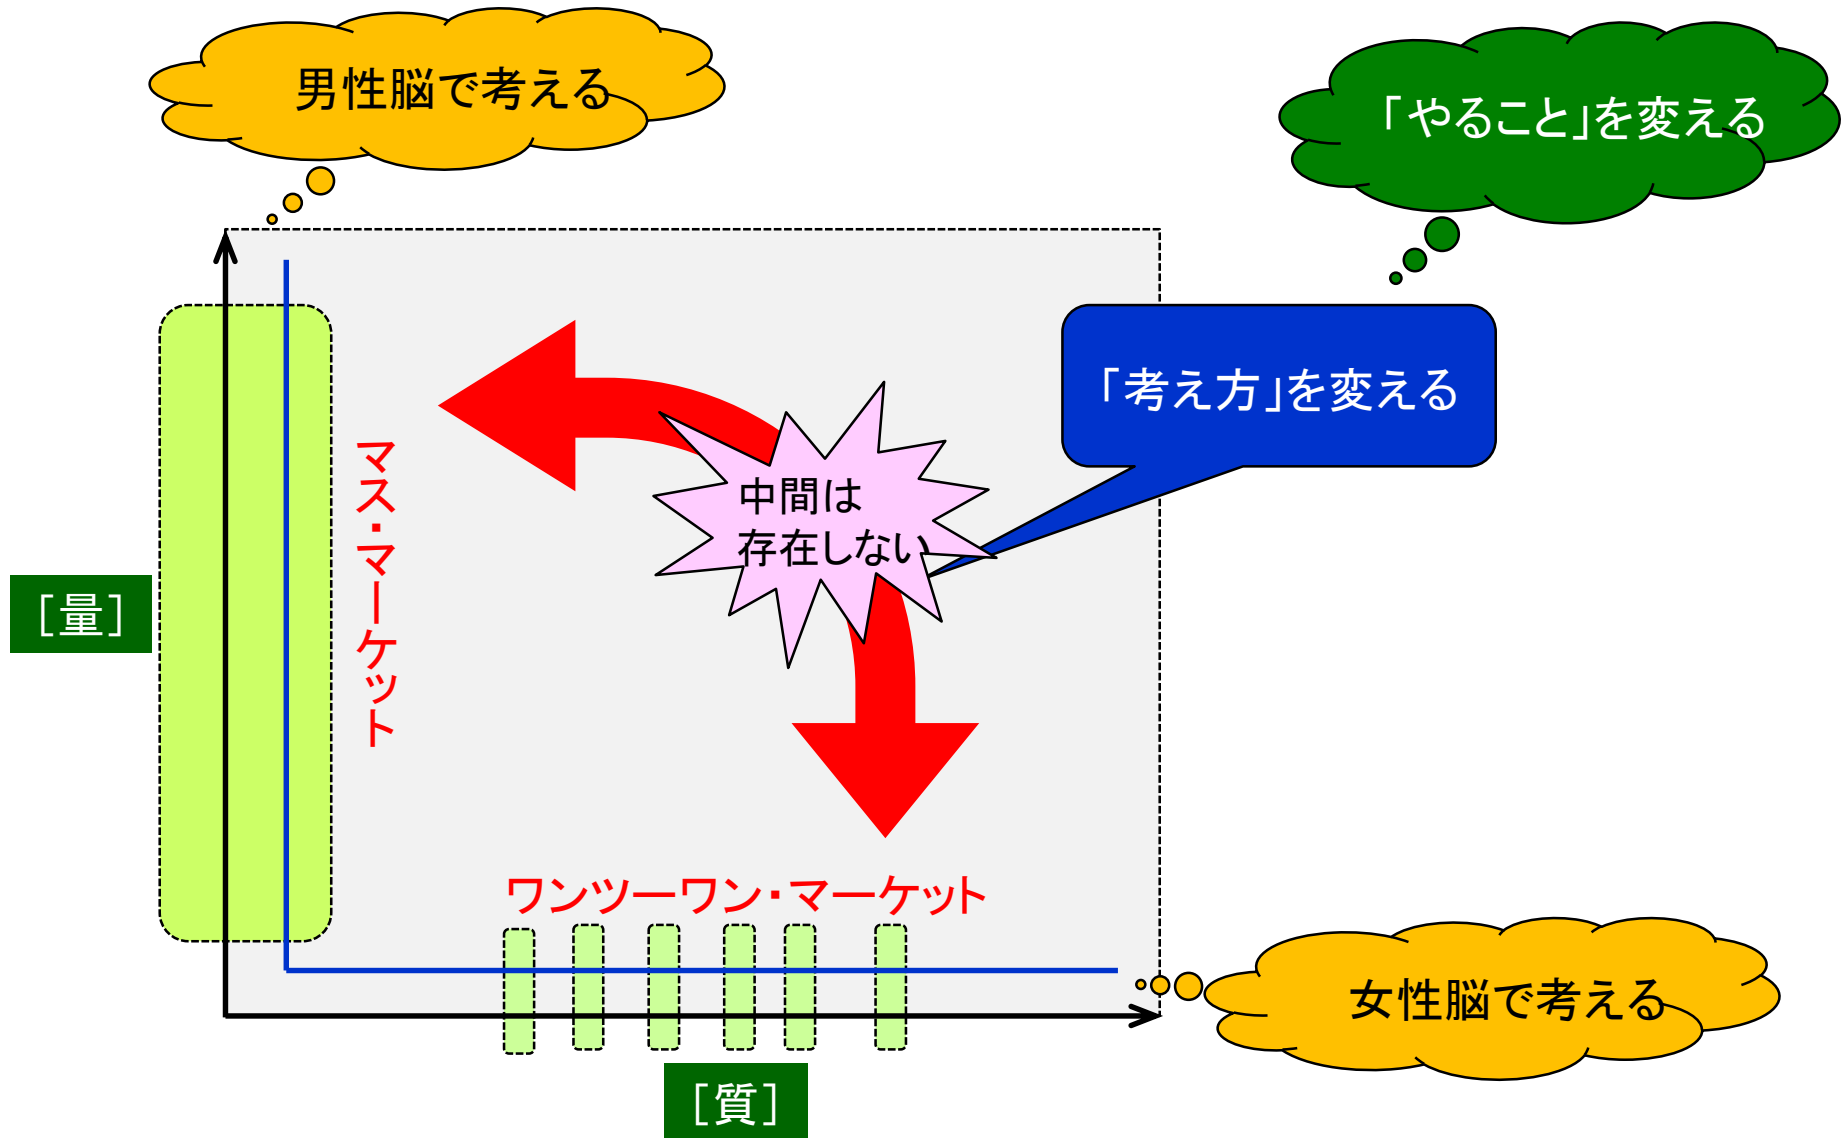 男性脳で考える
「やること」を変える
「考え方」を変える
マス・マーケット
中間は
存在しない
［量］
ワンツーワン・マーケット
女性脳で考える
［質］